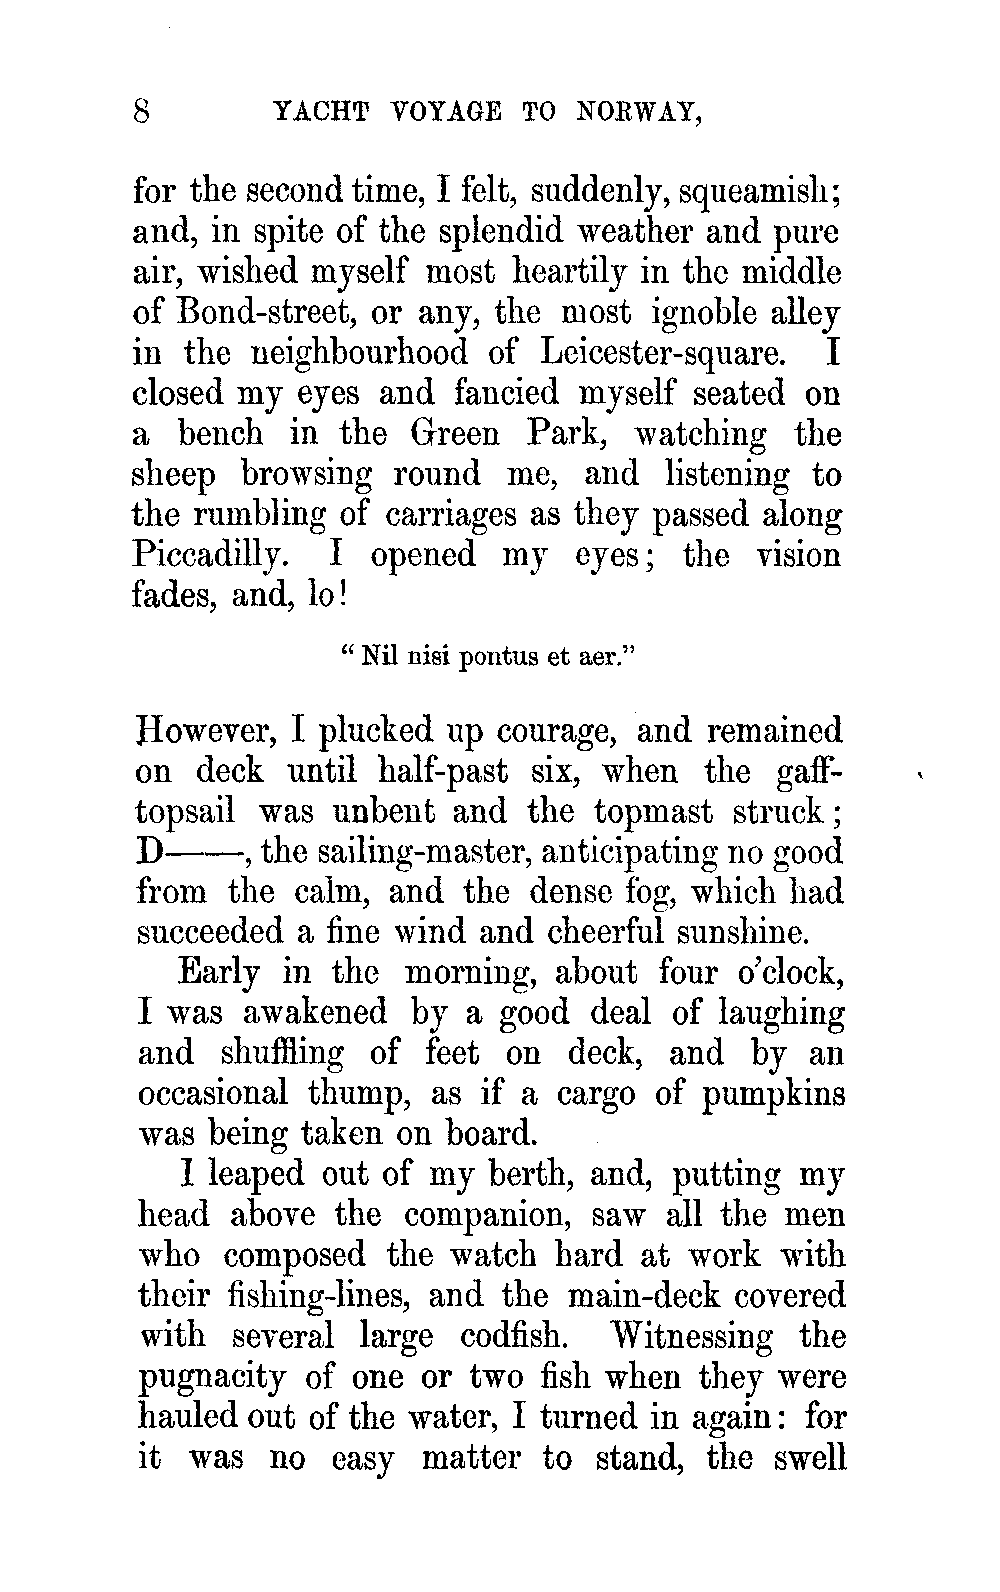 8 YACHT VOYAGE TO NORWAY,
for the second time, I felt, suddenly, squeamish;
and, in spite of the splendid weather and pure
air, wished myself most heartily in the middle
of Bond-street, or any, the most ignoble alley
in the neighbourhood of Leicester-square. I
closed my eyes and fancied myself seated on
a bench in the Green Park, watching the
sheep browsing round me, and listening to
the rumbling of carriages as they passed along
Piccadilly. I opened my eyes; the vision
fades, and, lo!
“ Nil nisi pontus et aer.”
However, I plucked up courage, and remained
on deck until half-past six, when the gaff-
topsail was unbent and the topmast struck;
D——, the sailing-master, anticipating no good
from the calm, and the dense fog, which had
succeeded a fine wind and cheerful sunshine.
Early in the morning, about four o’clock,
I was awakened by a good deal of laughing
and shuffling of feet on deck, and by an
occasional thump, as if a cargo of pumpkins
was being taken on board.
I leaped out of my berth, and, putting my
head above the companion, saw all the men
who composed the watch hard at work with
their fishing-lines, and the main-deck covered
with several large codfish. Witnessing the
pugnacity of one or two fish when they were
hauled out of the water, I turned in again: for
it was no easy matter to stand, the swell